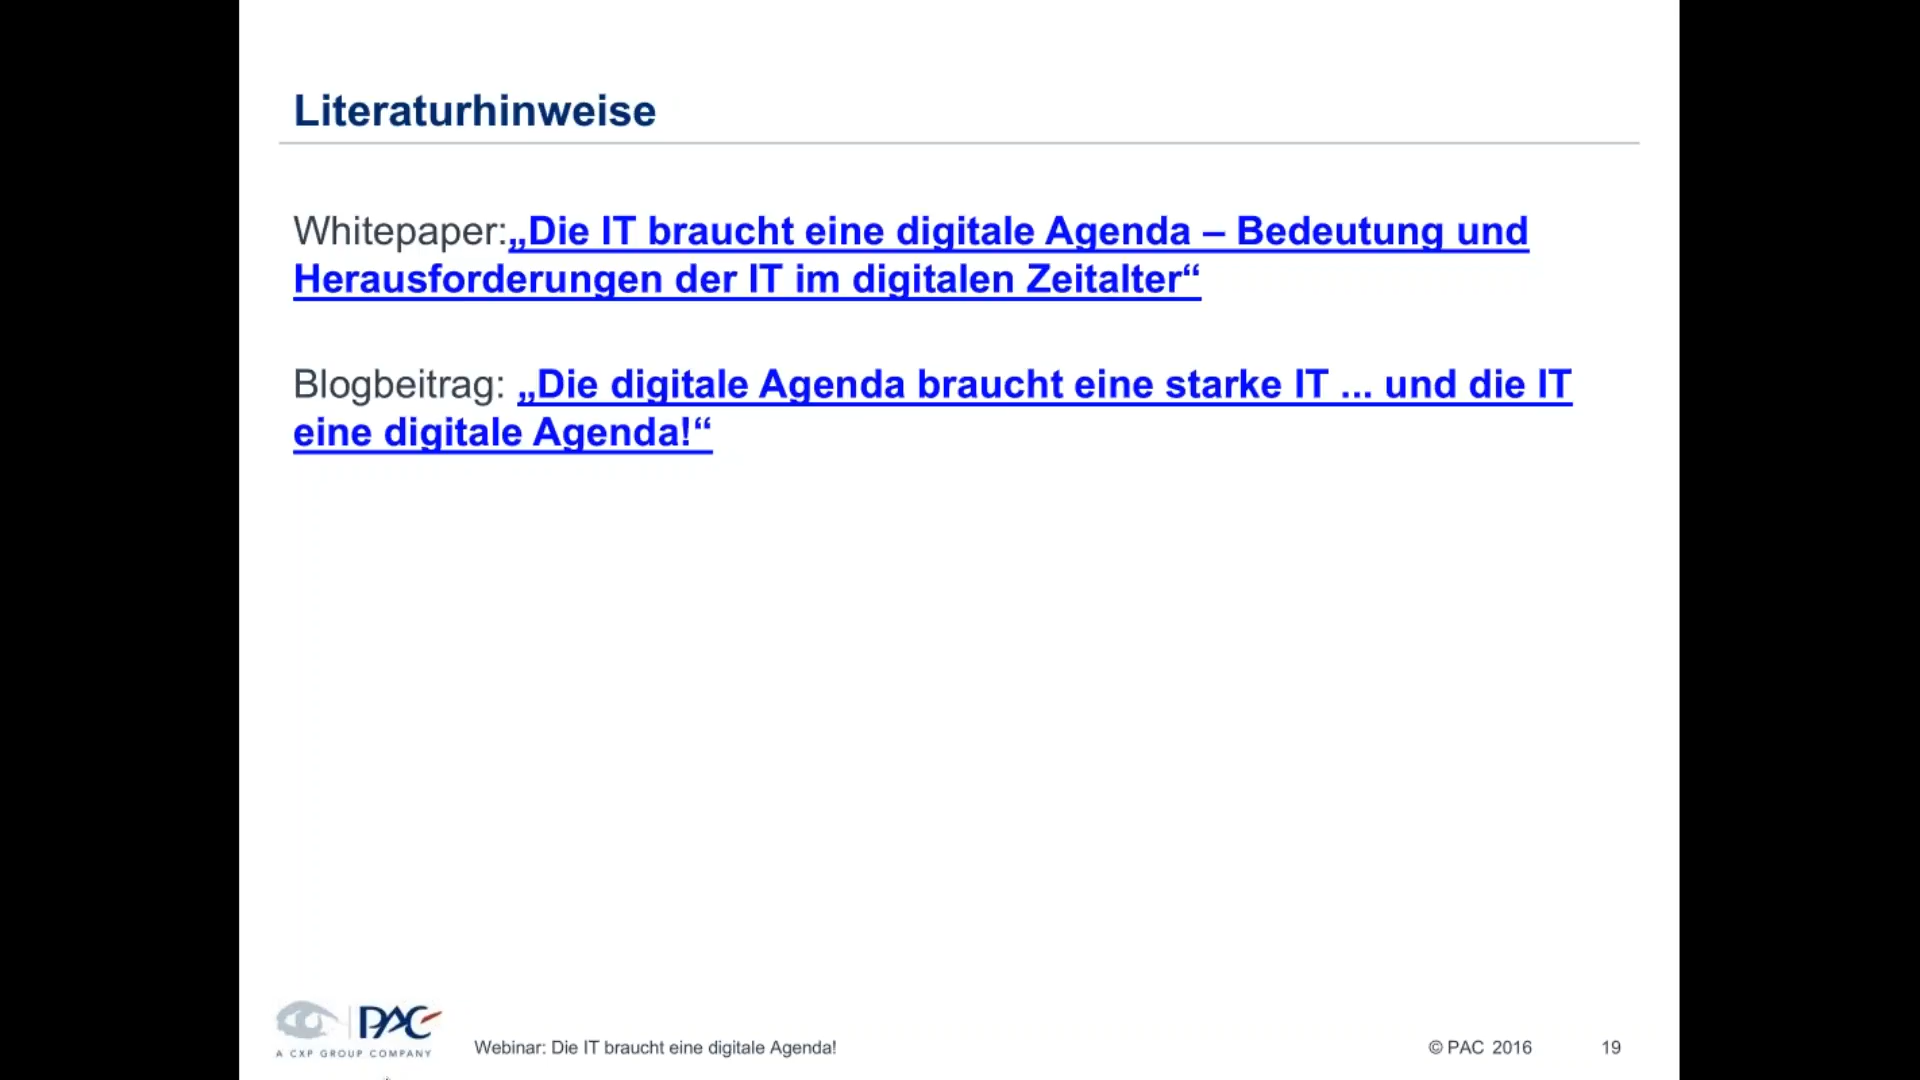 Literaturhinweise
Whitepaper:„Die IT braucht eine digitale Agenda – Bedeutung und
Herausforderungen der IT im digitalen Zeitalter“
Blogbeitrag: „Die digitale Agenda braucht eine starke IT ... und die IT
eine digitale Agenda!“
PAC
A CXP GROUP COMPANY
Webinar: Die IT braucht eine digitale Agenda!
© PAC 2016
19